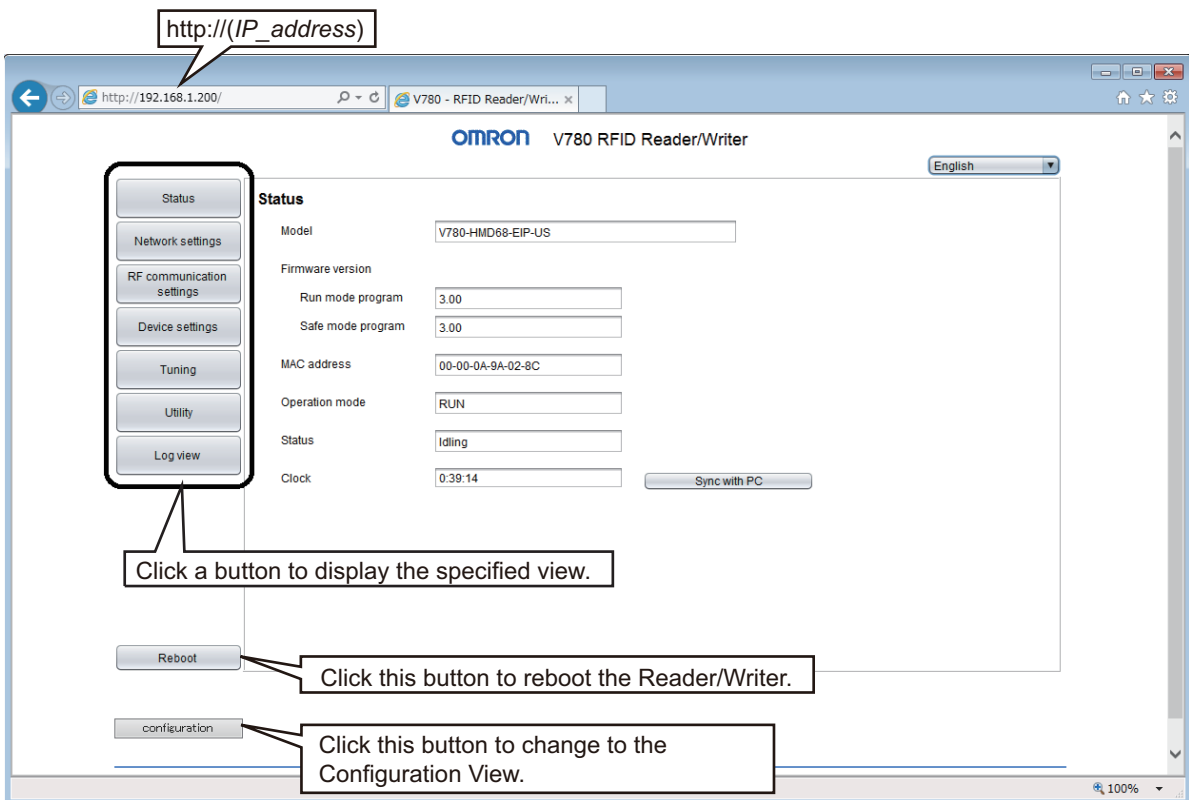 http://(IP_address)
http://192.168.1.200/
V780 - RFID Reader/Wri...
OMRON V780 RFID Reader/Writer
English
Status
Network settings
RF communication
settings
Device settings
Tuning
Utility
Log view
Status
Model V780-HMD68-EIP-US
Firmware version
Run mode program 3.00
Safe mode program 3.00
MAC address 00-00-0A-9A-02-8C
Operation mode RUN
Status Idling
Clock 0:39:14 Sync with PC
Click a button to display the specified view.
Reboot
Click this button to reboot the Reader/Writer.
configuration
Click this button to change to the
Configuration View.
100%